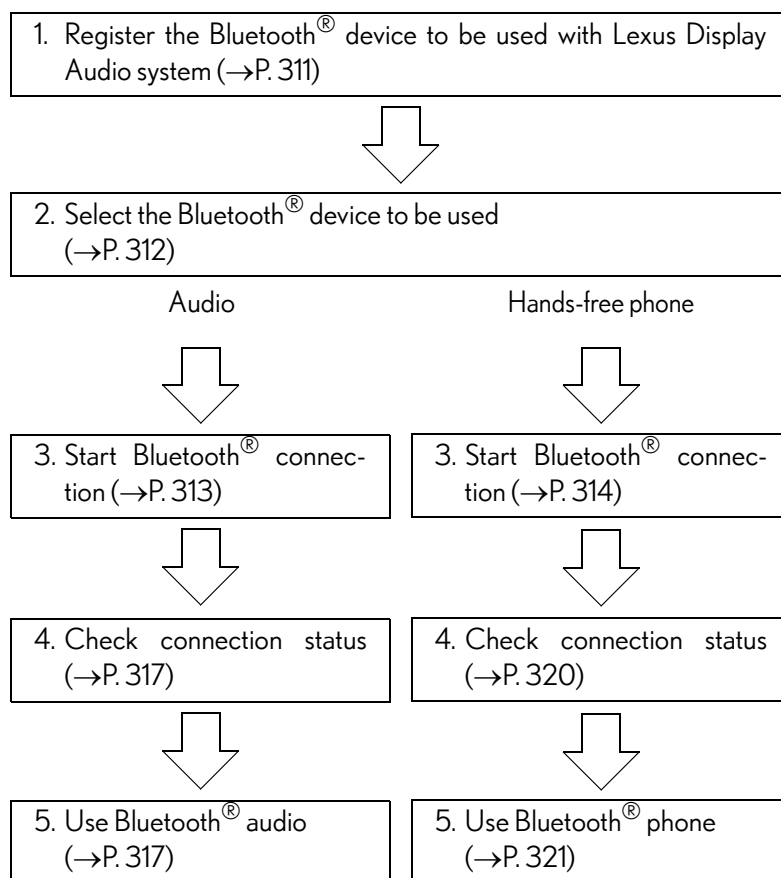 1. Register the Bluetooth® device to be used with Lexus Display
Audio system (→P. 311)
2. Select the Bluetooth® device to be used
(→P. 312)
Audio
Hands-free phone
3. Start Bluetooth® connec-
tion (→P. 313)
3. Start Bluetooth® connec-
tion (→P. 314)
4. Check connection status
(→P. 317)
4. Check connection status
(→P. 320)
5. Use Bluetooth® audio
(→P. 317)
5. Use Bluetooth® phone
(→P. 321)